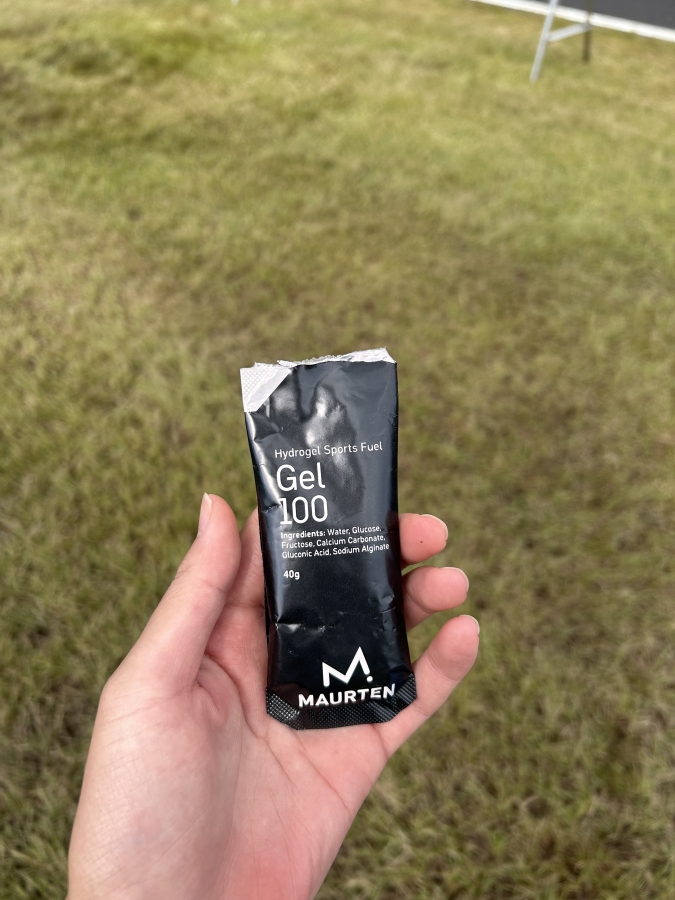 Hydrogel Sports Fuel
Gel
100
Ingredients: Water, Glucose,
Fructose, Calcium Carbonate,
Gluconic Acid, Sodium Alginate
40g
M.
MAURTEN